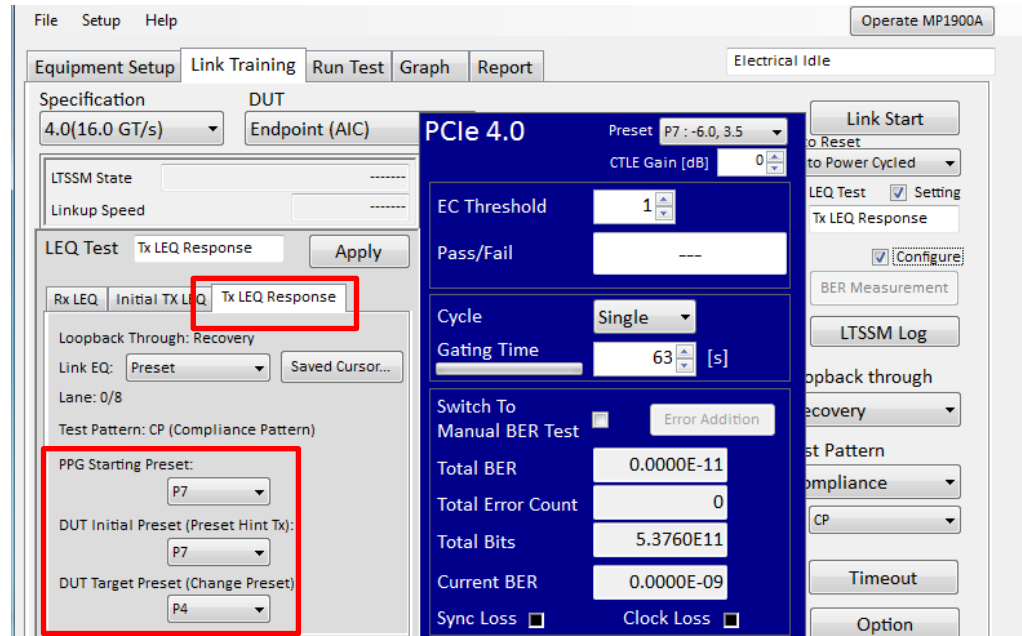 File Setup Help
Operate MP1900A
Equipment Setup Link Training Run Test Graph Report
Electrical Idle
Specification
4.0(16.0 GT/s)
DUT
Endpoint (AIC)
LTSSM State -------
Linkup Speed -------
LEQ Test Tx LEQ Response Apply
Rx LEQ Initial TX LEQ Tx LEQ Response
Loopback Through: Recovery
Link EQ: Preset Saved Cursor...
Lane: 0/8
Test Pattern: CP (Compliance Pattern)
PPG Starting Preset:
P7
DUT Initial Preset (Preset Hint Tx):
P7
DUT Target Preset (Change Preset)
P4
PCIe 4.0
Preset P7 : -6.0, 3.5
CTLE Gain [dB] 0
EC Threshold 1
Pass/Fail ---
Cycle Single
Gating Time 63 [s]
Switch To
Manual BER Test
Error Addition
Total BER 0.0000E-11
Total Error Count 0
Total Bits 5.3760E11
Current BER 0.0000E-09
Sync Loss Clock Loss
Link Start
to Reset
to Power Cycled
LEQ Test Setting
Tx LEQ Response
Configure
BER Measurement
LTSSM Log
opback through
ecovery
st Pattern
ompliance
CP
Timeout
Option